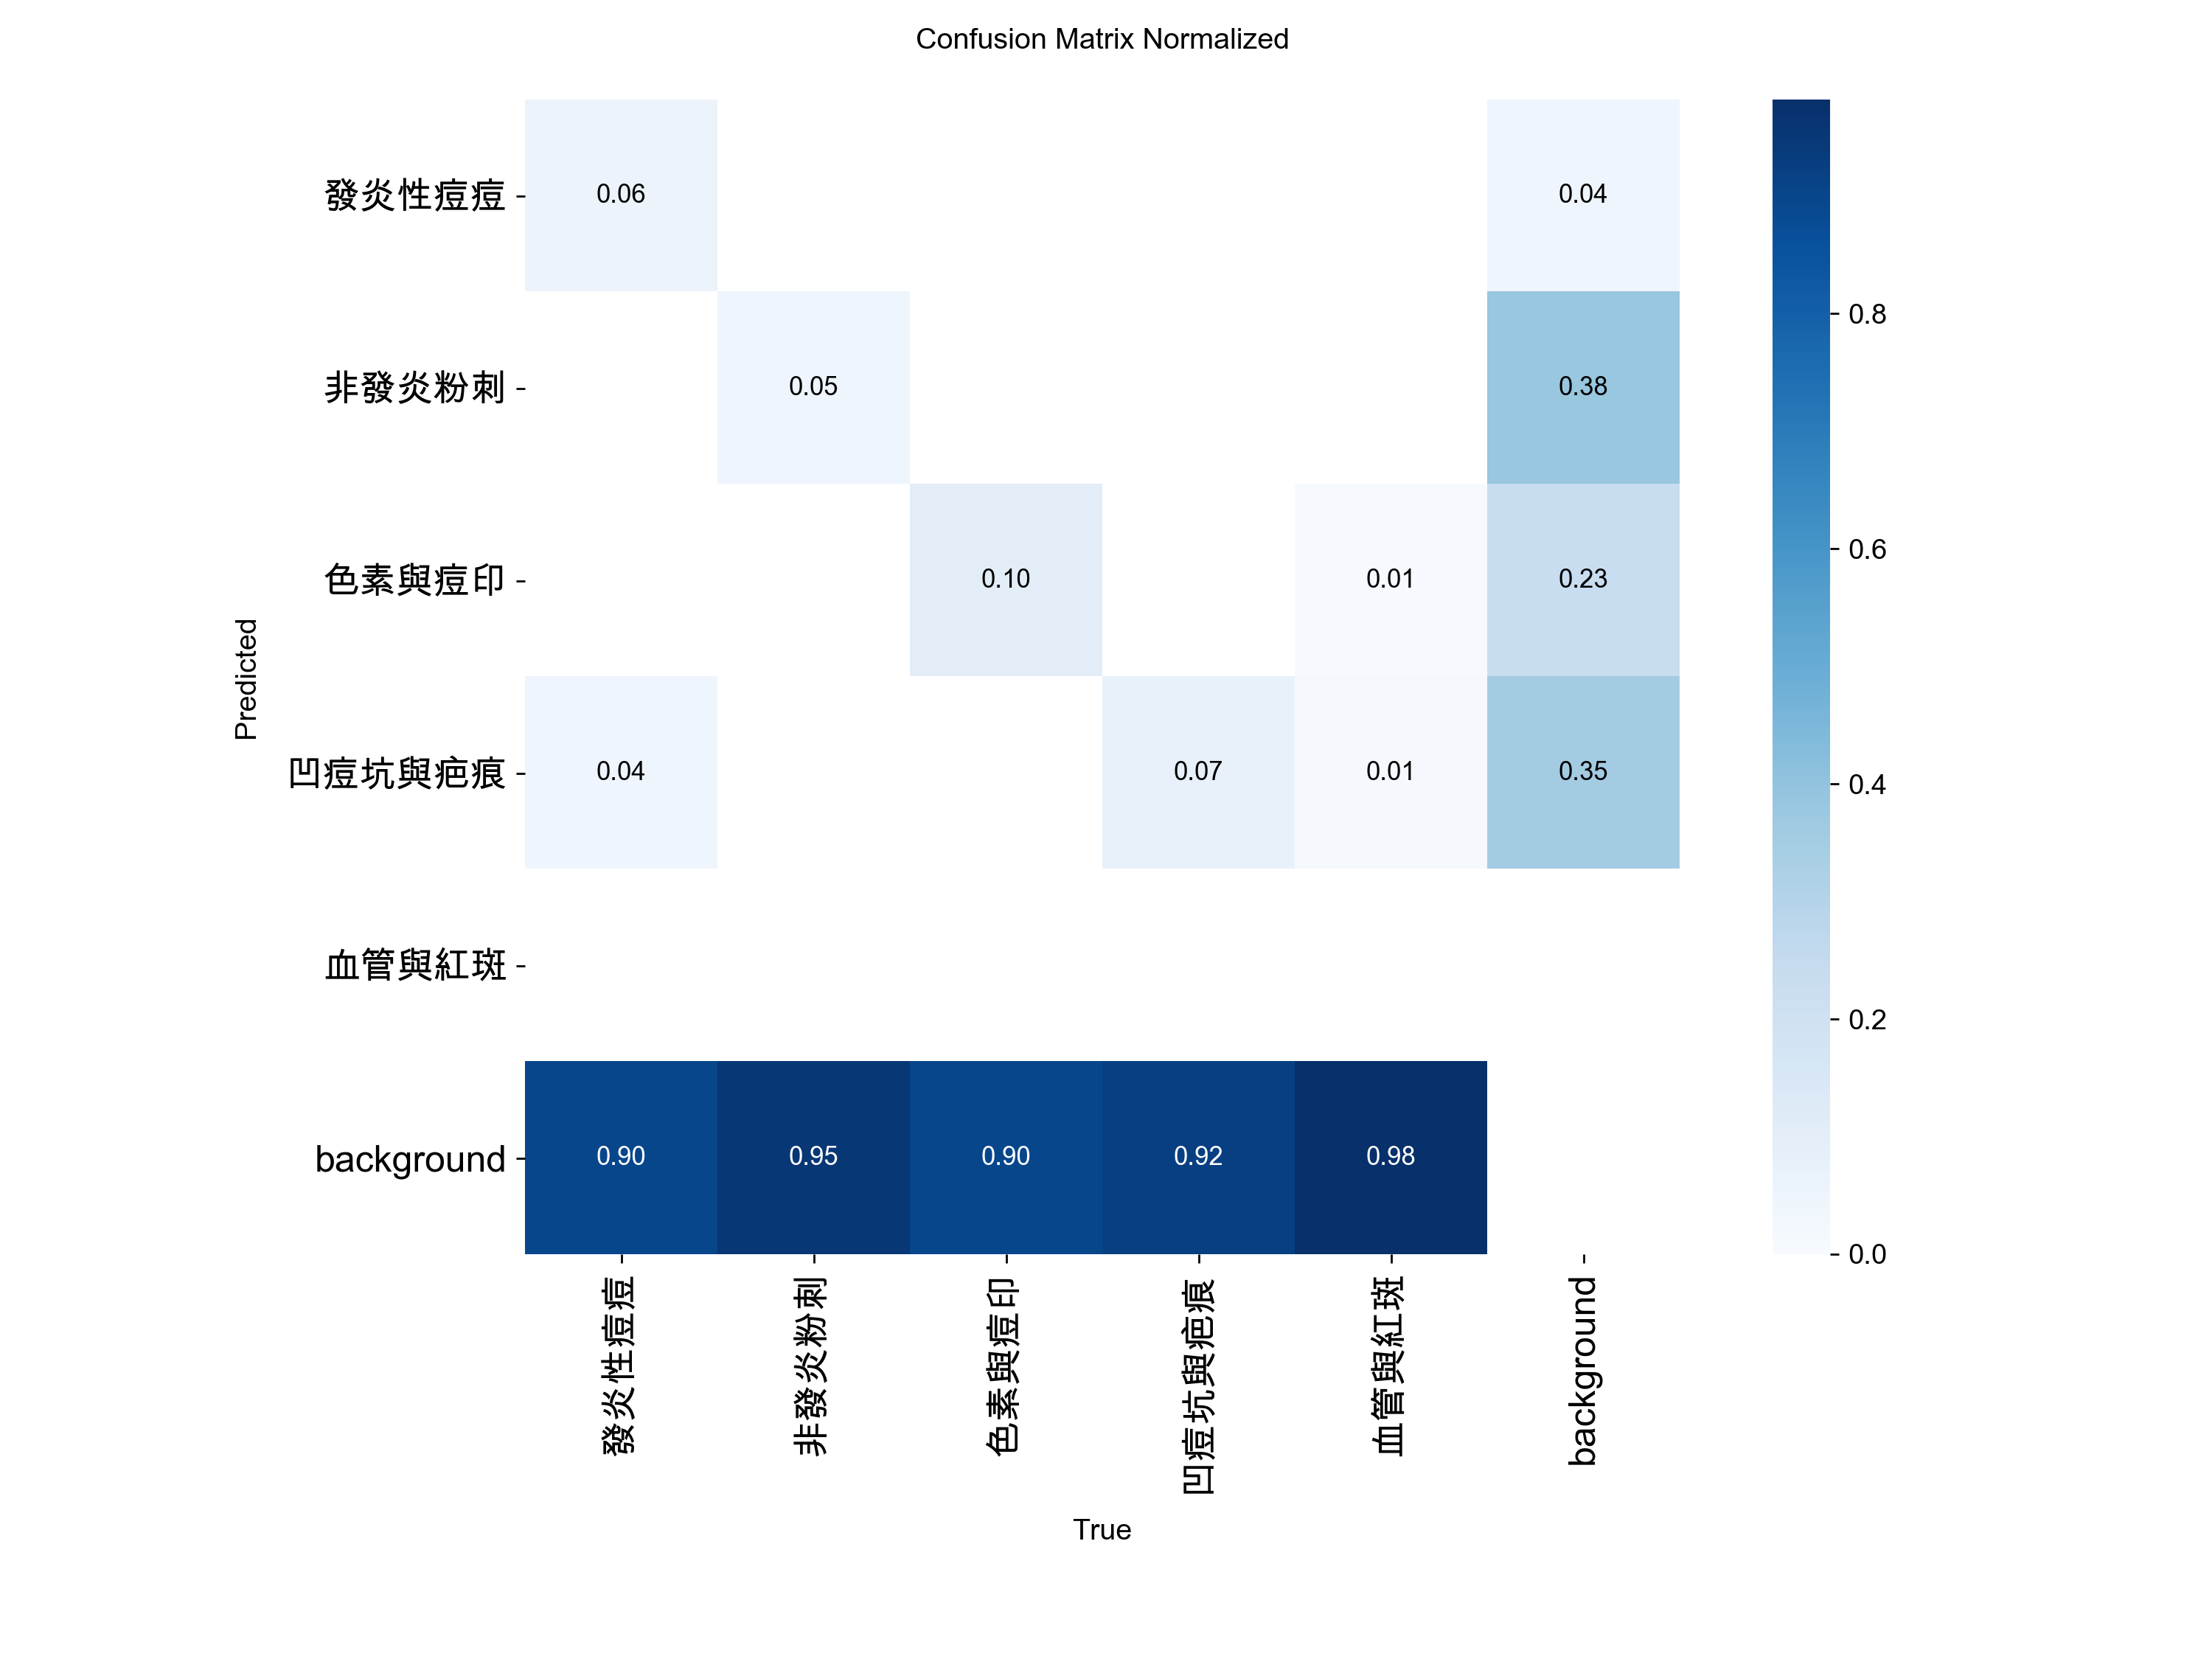 Confusion Matrix Normalized
發炎性痘痘 0.06 0.04
非發炎粉刺 0.05 0.38
色素與痘印 0.10 0.01 0.23
凹痘坑與疤痕 0.04 0.07 0.01 0.35
血管與紅斑
background 0.90 0.95 0.90 0.92 0.98
Predicted
發炎性痘痘
非發炎粉刺
色素與痘印
凹痘坑與疤痕
血管與紅斑
background
True
0.8
0.6
0.4
0.2
0.0